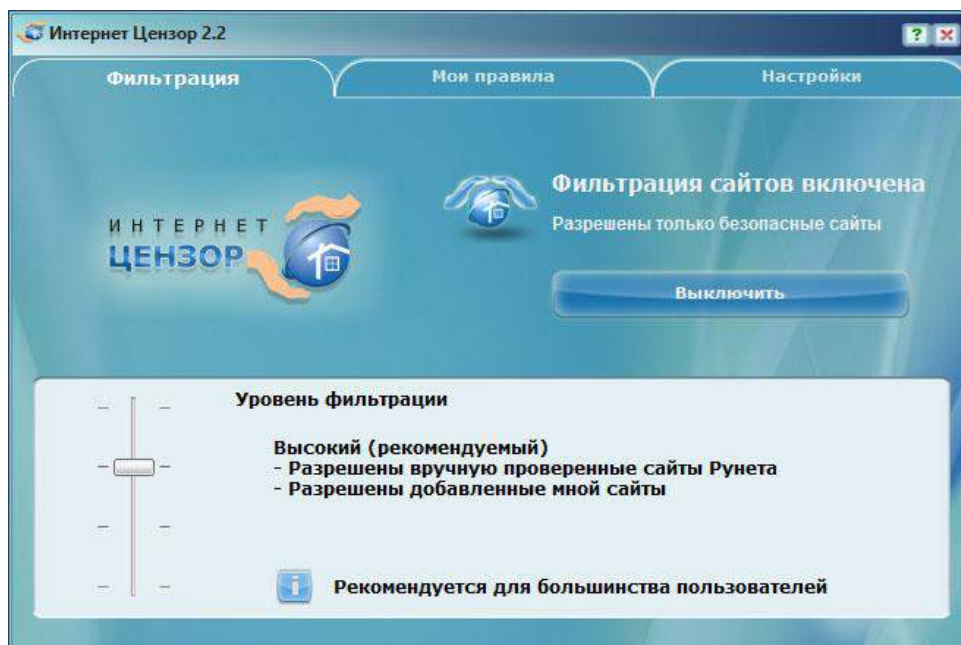 Интернет Цензор 2.2
? x
Фильтрация
Мои правила
Настройки
ИНТЕРНЕТ
ЦЕНЗОР
Фильтрация сайтов включена
Разрешены только безопасные сайты
Выключить
Уровень фильтрации
Высокий (рекомендуемый)
- Разрешены вручную проверенные сайты Рунета
- Разрешены добавленные мной сайты
i Рекомендуется для большинства пользователей